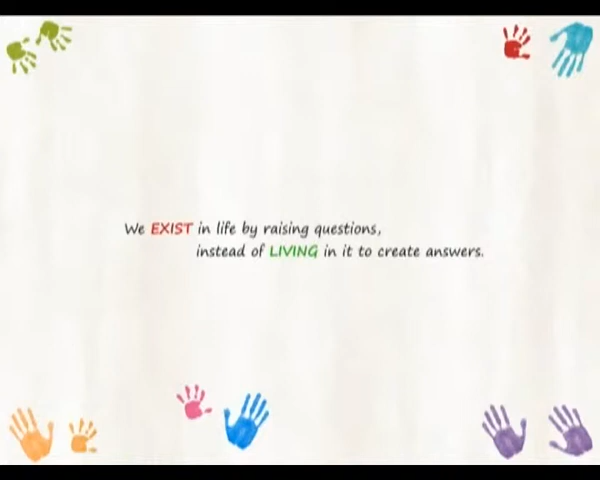 We EXIST in life by raising questions,
instead of LIVING in it to create answers.